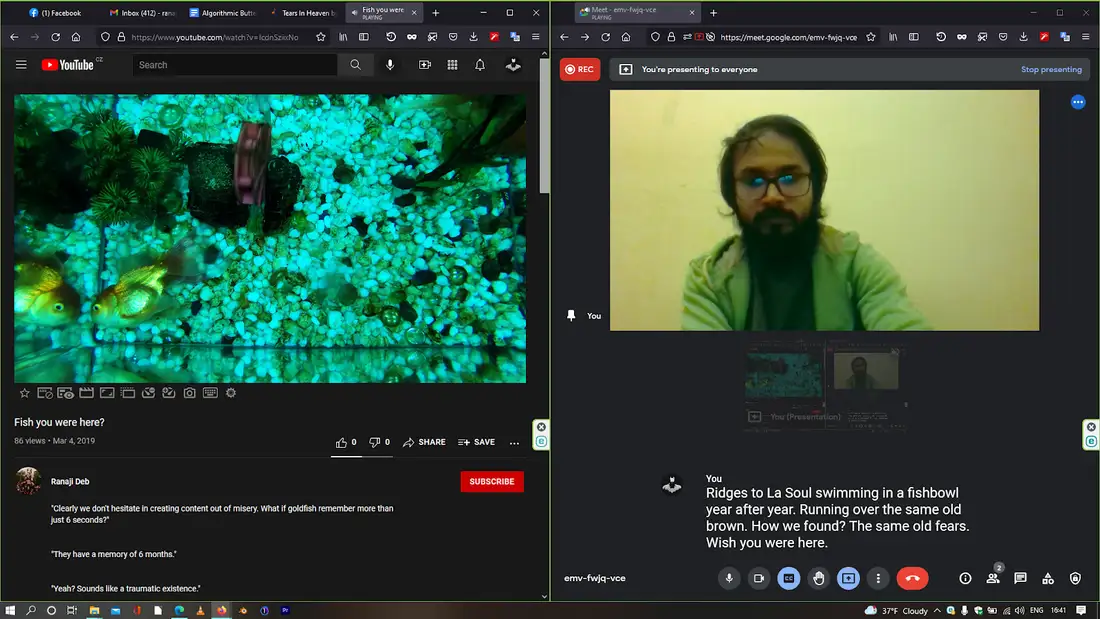 Facebook
Inbox (412) - rana
Algorithmic Butt
Tears In Heaven b
Fish you were
PLAYING
https://www.youtube.com/watch?v=
YouTube CZ
Search
Fish you were here?
86 views • Mar 4, 2019
0
0
SHARE
SAVE
Ranaji Deb
SUBSCRIBE
"Clearly we don't hesitate in creating content out of misery. What if goldfish remember more than
just 6 seconds?"
"They have a memory of 6 months."
"Yeah? Sounds like a traumatic existence."
Meet - emv-fwjq-vce
PLAYING
https://meet.google.com/emv-fwjq-vce
REC
You're presenting to everyone
Stop presenting
You
You (Presentation)
You
Ridges to La Soul swimming in a fishbowl
year after year. Running over the same old
brown. How we found? The same old fears.
Wish you were here.
emv-fwjq-vce
CC
2
37°F Cloudy
ENG
16:41